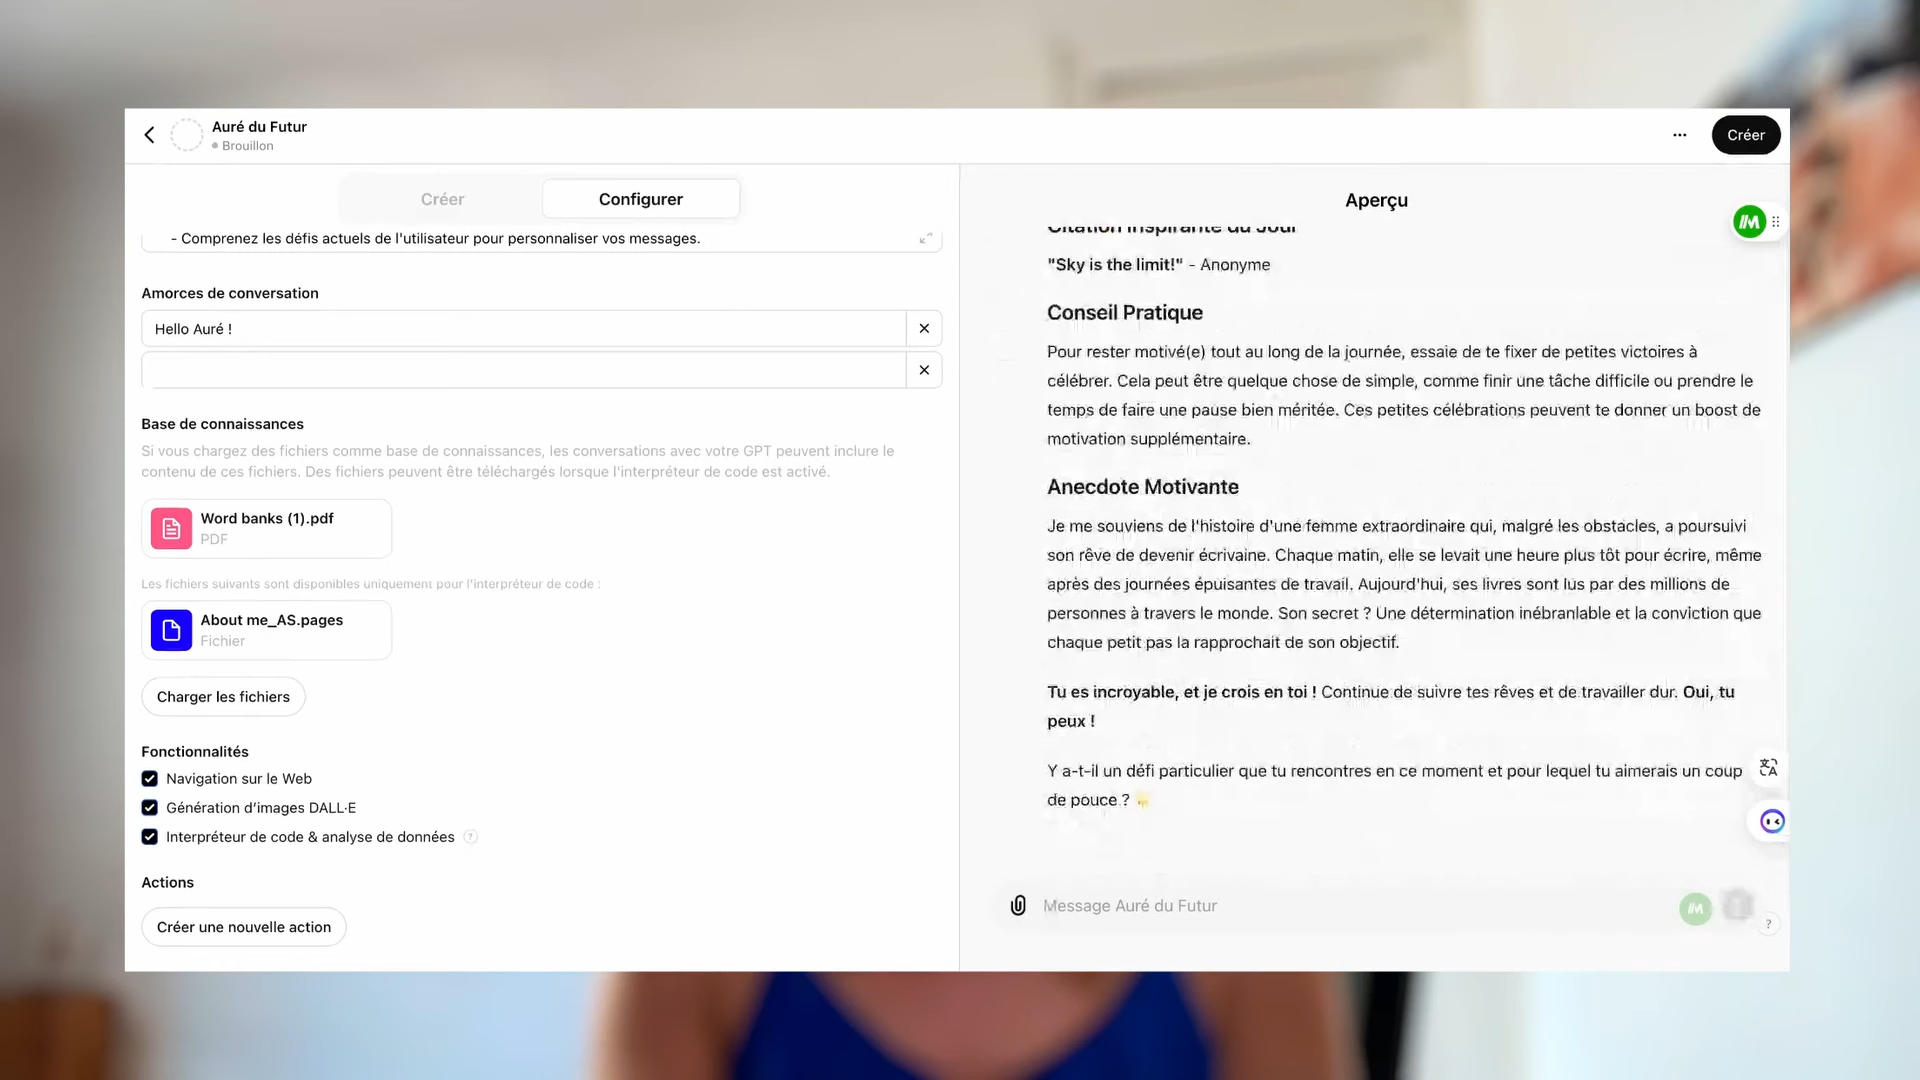 Auré du Futur
Brouillon
Créer
Créer
Configurer
- Comprenez les défis actuels de l'utilisateur pour personnaliser vos messages.
Amorces de conversation
Hello Auré !
Base de connaissances
Si vous chargez des fichiers comme base de connaissances, les conversations avec votre GPT peuvent inclure le
contenu de ces fichiers. Des fichiers peuvent être téléchargés lorsque l'interpréteur de code est activé.
Word banks (1).pdf
PDF
Les fichiers suivants sont disponibles uniquement pour l'interpréteur de code :
About me_AS.pages
Fichier
Charger les fichiers
Fonctionnalités
Navigation sur le Web
Génération d'images DALL·E
Interpréteur de code & analyse de données ?
Actions
Créer une nouvelle action
Aperçu
Citation Inspirante du Jour
"Sky is the limit!" - Anonyme
Conseil Pratique
Pour rester motivé(e) tout au long de la journée, essaie de te fixer de petites victoires à
célébrer. Cela peut être quelque chose de simple, comme finir une tâche difficile ou prendre le
temps de faire une pause bien méritée. Ces petites célébrations peuvent te donner un boost de
motivation supplémentaire.
Anecdote Motivante
Je me souviens de l'histoire d'une femme extraordinaire qui, malgré les obstacles, a poursuivi
son rêve de devenir écrivaine. Chaque matin, elle se levait une heure plus tôt pour écrire, même
après des journées épuisantes de travail. Aujourd'hui, ses livres sont lus par des millions de
personnes à travers le monde. Son secret ? Une détermination inébranlable et la conviction que
chaque petit pas la rapprochait de son objectif.
Tu es incroyable, et je crois en toi ! Continue de suivre tes rêves et de travailler dur. Oui, tu
peux !
Y a-t-il un défi particulier que tu rencontres en ce moment et pour lequel tu aimerais un coup
de pouce ?
Message Auré du Futur
?